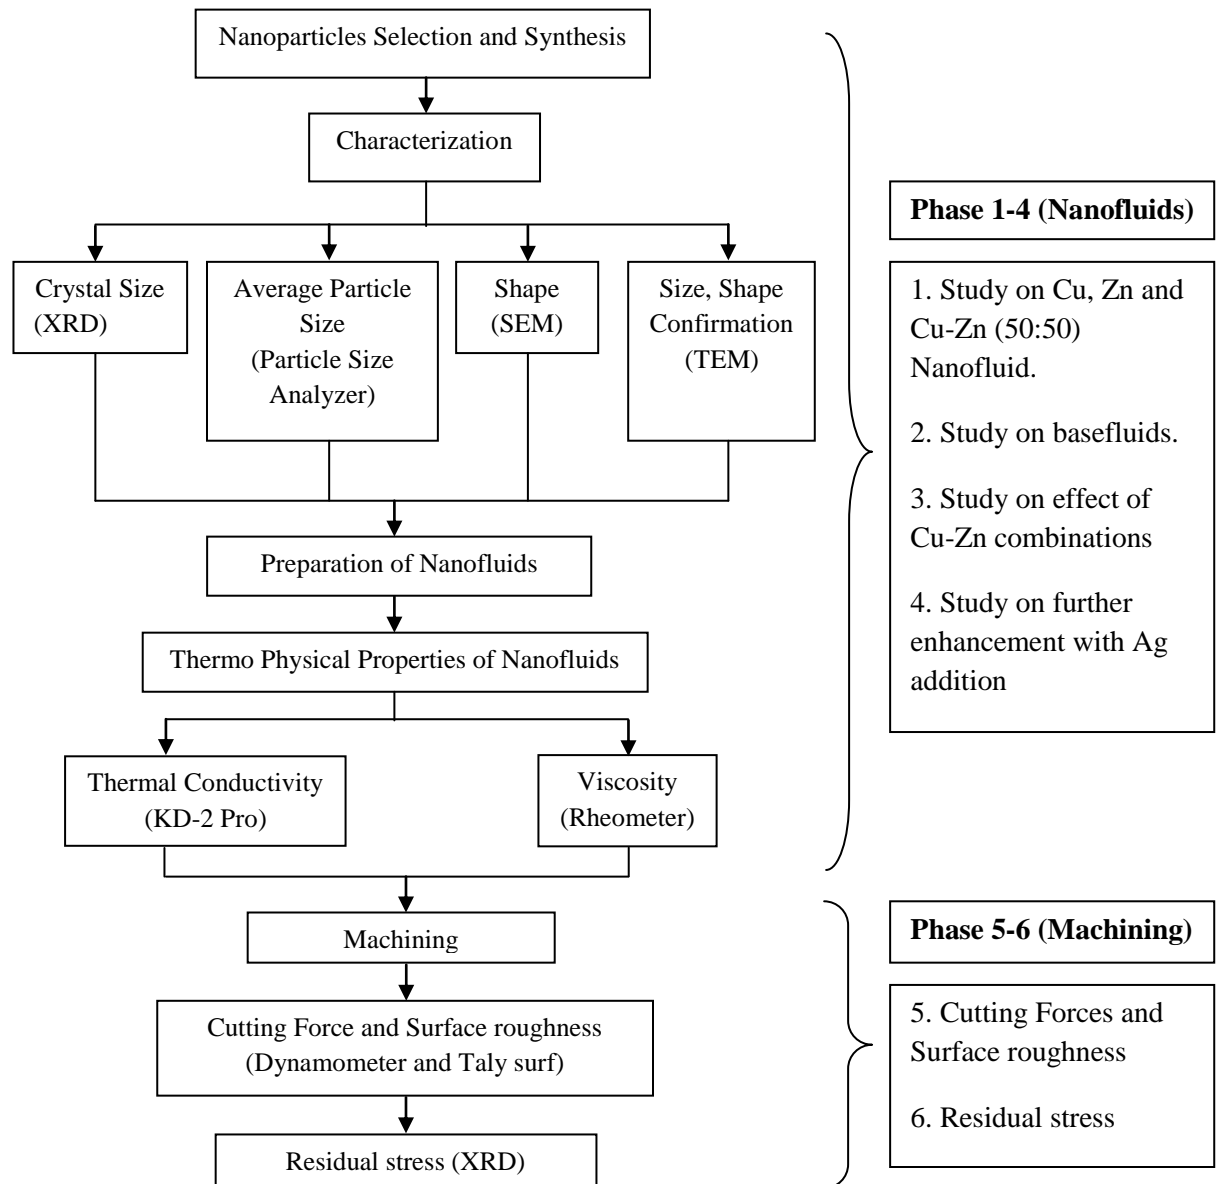 Nanoparticles Selection and Synthesis
Characterization
Crystal Size
(XRD)
Average Particle
Size
(Particle Size
Analyzer)
Shape
(SEM)
Size, Shape
Confirmation
(TEM)
Preparation of Nanofluids
Thermo Physical Properties of Nanofluids
Thermal Conductivity
(KD-2 Pro)
Viscosity
(Rheometer)
Machining
Cutting Force and Surface roughness
(Dynamometer and Taly surf)
Residual stress (XRD)
Phase 1-4 (Nanofluids)
1. Study on Cu, Zn and
Cu-Zn (50:50)
Nanofluid.
2. Study on basefluids.
3. Study on effect of
Cu-Zn combinations
4. Study on further
enhancement with Ag
addition
Phase 5-6 (Machining)
5. Cutting Forces and
Surface roughness
6. Residual stress